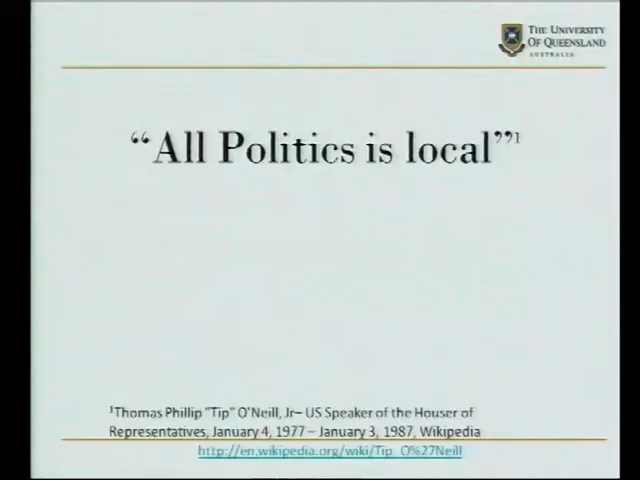 THE UNIVERSITY
OF QUEENSLAND
AUSTRALIA
“All Politics is local”¹
¹Thomas Phillip "Tip" O'Neill, Jr– US Speaker of the Houser of
Representatives, January 4, 1977 – January 3, 1987, Wikipedia
http://en.wikipedia.org/wiki/Tip_O%27Neill